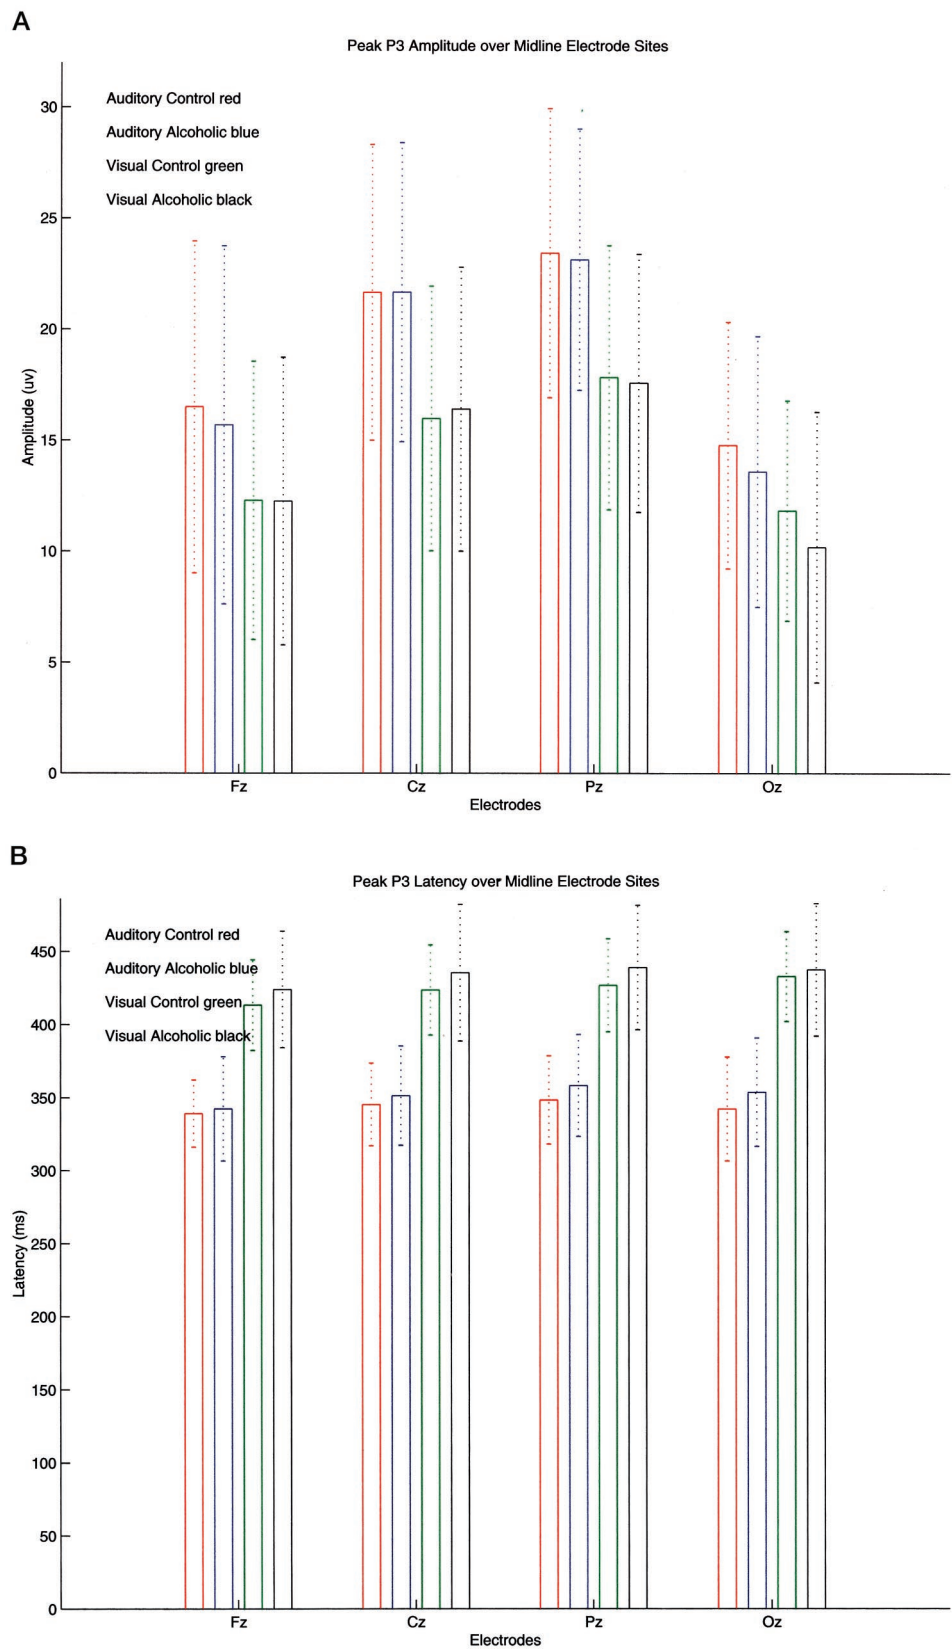 A
Peak P3 Amplitude over Midline Electrode Sites
Auditory Control red
Auditory Alcoholic blue
Visual Control green
Visual Alcoholic black
30
25
20
15
10
5
0
Amplitude (uv)
Fz Cz Pz Oz
Electrodes
B
Peak P3 Latency over Midline Electrode Sites
Auditory Control red
Auditory Alcoholic blue
Visual Control green
Visual Alcoholic black
450
400
350
300
250
200
150
100
50
0
Latency (ms)
Fz Cz Pz Oz
Electrodes